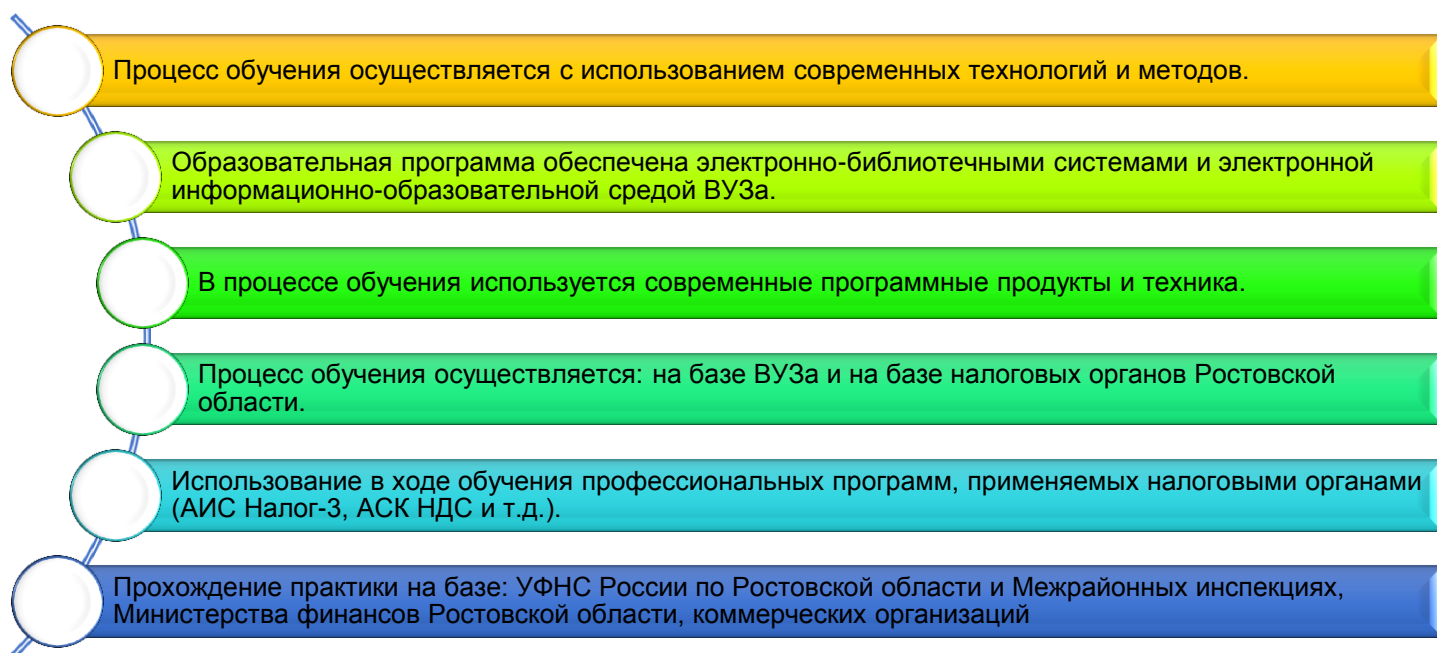 Процесс обучения осуществляется с использованием современных технологий и методов.
Образовательная программа обеспечена электронно-библиотечными системами и электронной
информационно-образовательной средой ВУЗа.
В процессе обучения используется современные программные продукты и техника.
Процесс обучения осуществляется: на базе ВУЗа и на базе налоговых органов Ростовской
области.
Использование в ходе обучения профессиональных программ, применяемых налоговыми органами
(АИС Налог-3, АСК НДС и т.д.).
Прохождение практики на базе: УФНС России по Ростовской области и Межрайонных инспекциях,
Министерства финансов Ростовской области, коммерческих организаций